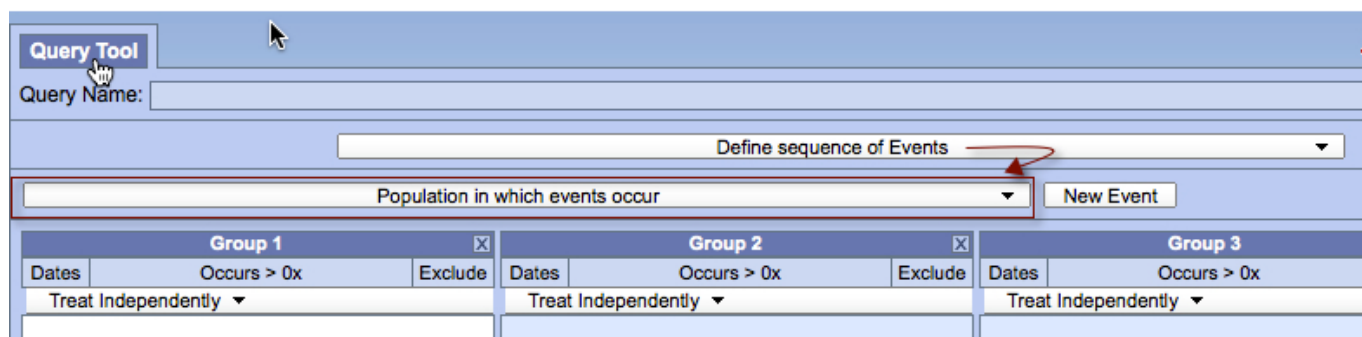 Query Tool
Query Name:
Define sequence of Events
Population in which events occur New Event
Group 1 X Group 2 X Group 3
Dates Occurs > 0x Exclude Dates Occurs > 0x Exclude Dates Occurs > 0x
Treat Independently Treat Independently Treat Independently